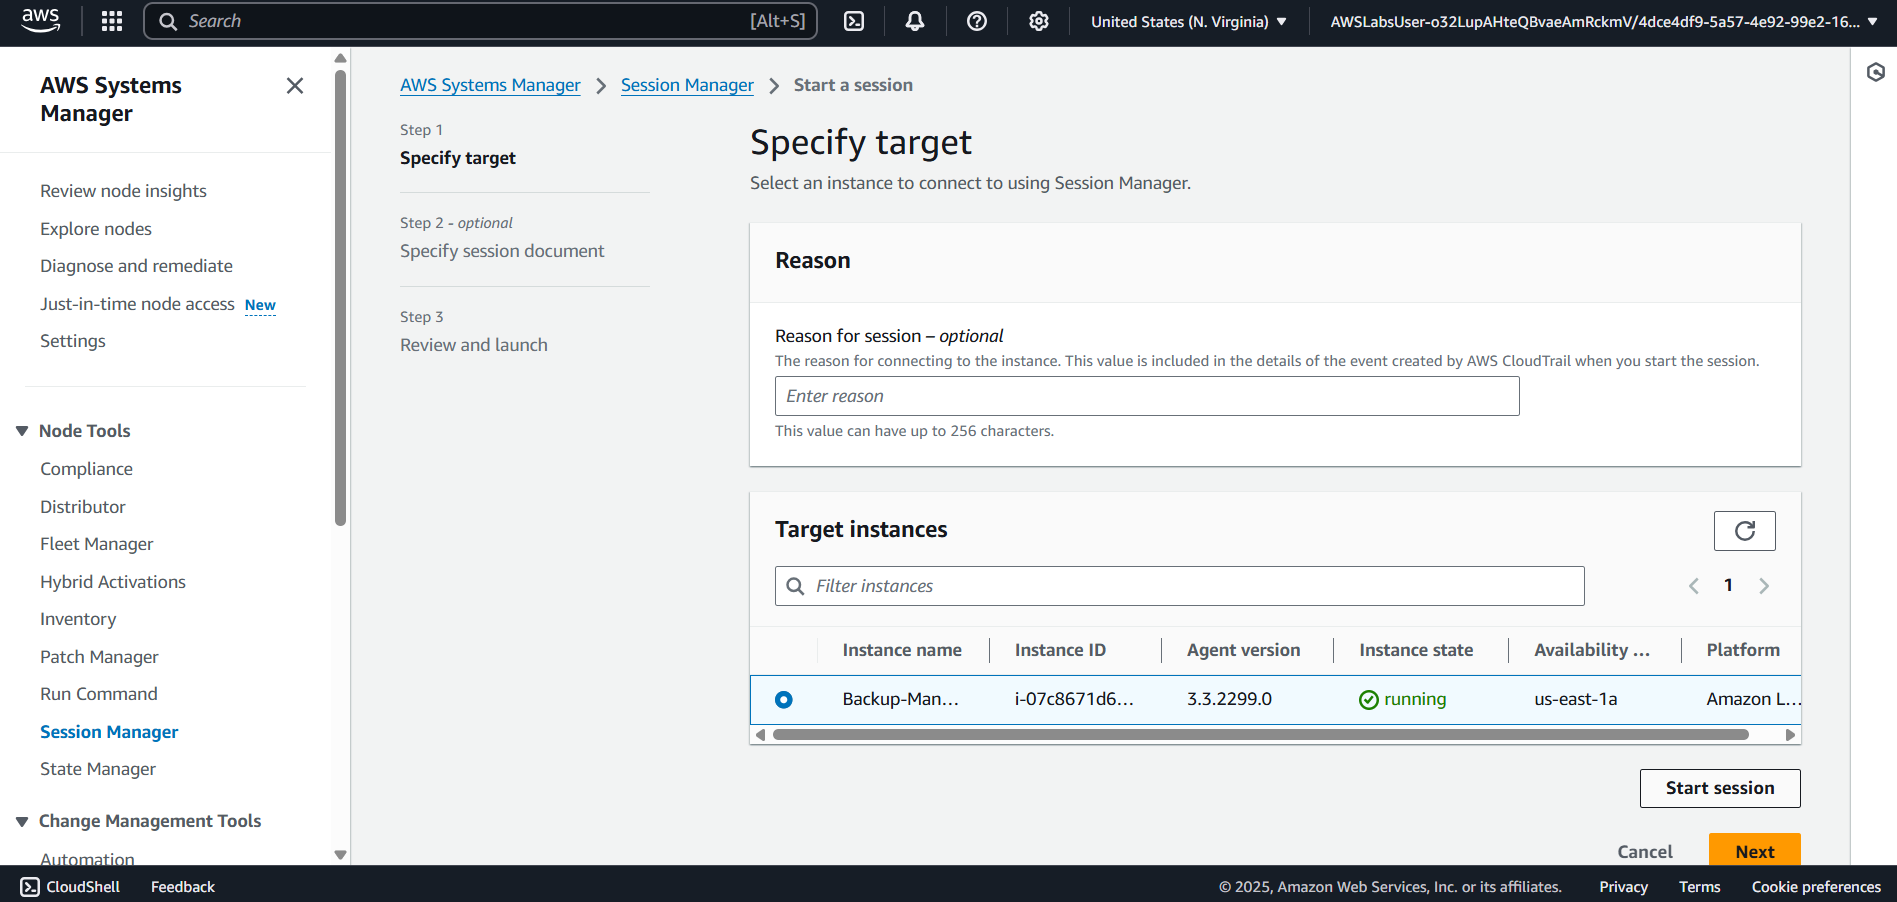 aws
Search
[Alt+S]
United States (N. Virginia)
AWSLabsUser-o32LupAHteQBvaeAmRckmV/4dce4df9-5a57-4e92-99e2-16...
AWS Systems
Manager
Review node insights
Explore nodes
Diagnose and remediate
Just-in-time node access New
Settings
Node Tools
Compliance
Distributor
Fleet Manager
Hybrid Activations
Inventory
Patch Manager
Run Command
Session Manager
State Manager
Change Management Tools
Automation
AWS Systems Manager > Session Manager > Start a session
Step 1
Specify target
Step 2 - optional
Specify session document
Step 3
Review and launch
Specify target
Select an instance to connect to using Session Manager.
Reason
Reason for session – optional
The reason for connecting to the instance. This value is included in the details of the event created by AWS CloudTrail when you start the session.
Enter reason
This value can have up to 256 characters.
Target instances
Filter instances
1
Instance name Instance ID Agent version Instance state Availability ... Platform
Backup-Man... i-07c8671d6... 3.3.2299.0 running us-east-1a Amazon L...
Start session
Cancel Next
CloudShell Feedback
© 2025, Amazon Web Services, Inc. or its affiliates. Privacy Terms Cookie preferences